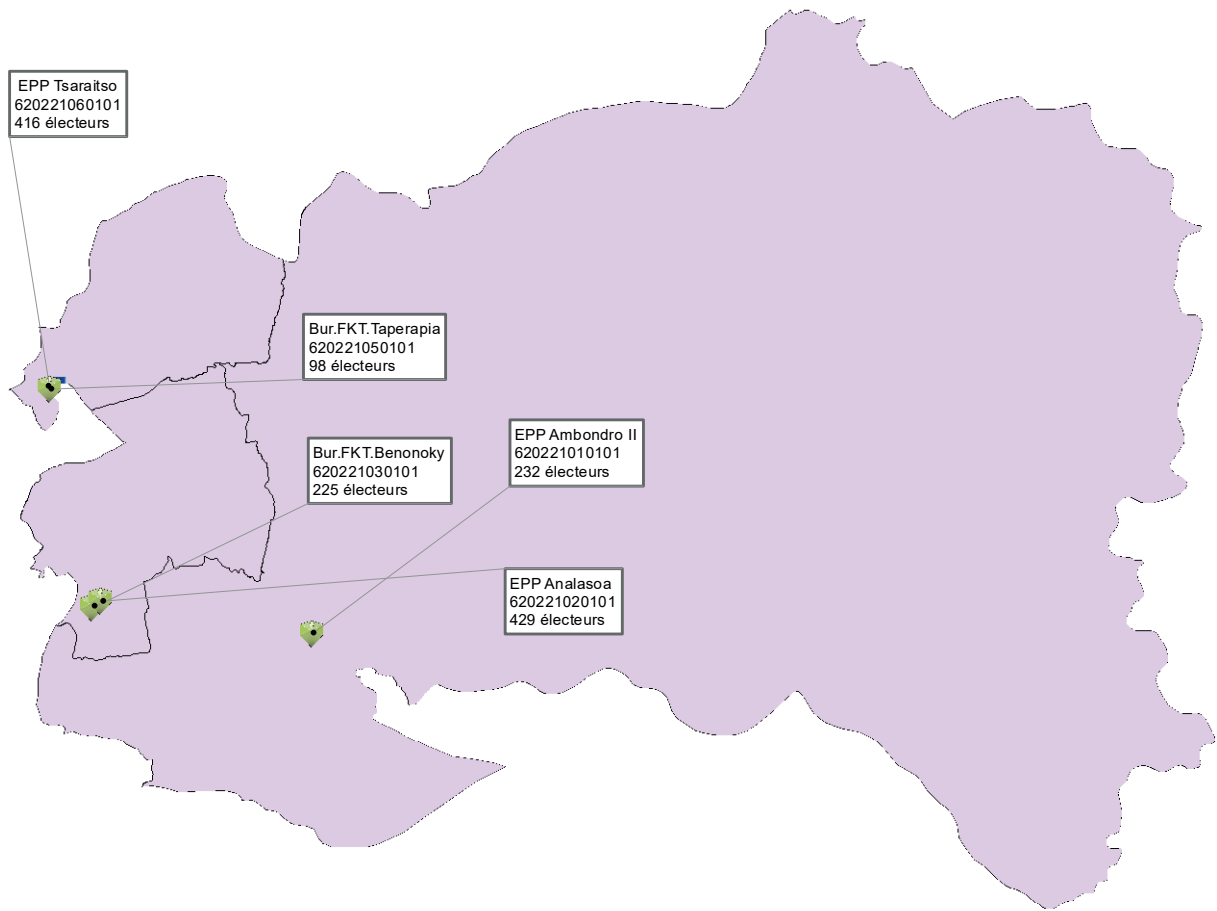 EPP Tsaraitso
620221060101
416 électeurs
Bur.FKT.Taperapia
620221050101
98 électeurs
EPP Ambondro II
620221010101
232 électeurs
Bur.FKT.Benonoky
620221030101
225 électeurs
EPP Analasoa
620221020101
429 électeurs